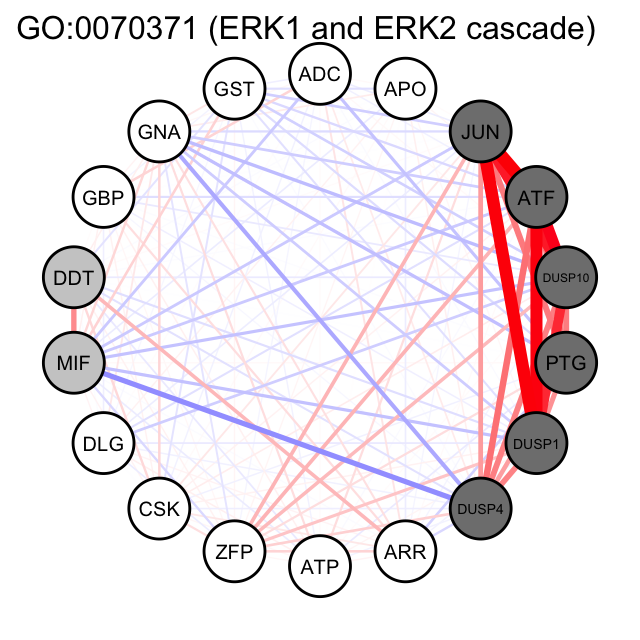 GO:0070371 (ERK1 and ERK2 cascade)
ADC
GST
APO
GNA
JUN
GBP
ATF
DDT
DUSP10
MIF
PTG
DLG
DUSP1
CSK
DUSP4
ZFP
ARR
ATP